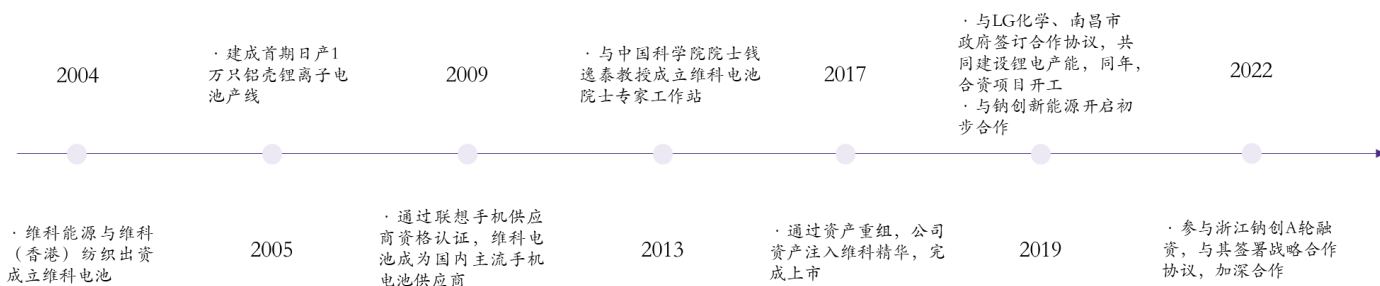 2004
· 维科能源与维科
（香港）纺织出资
成立维科电池
· 建成首期日产1
万只铝壳锂离子电
池产线
2005
2009
· 通过联想手机供应
商资格认证，维科电
池成为国内主流手机
电池供应商
· 与中国科学院院士钱
逸泰教授成立维科电池
院士专家工作站
2013
2017
· 通过资产重组，公司
资产注入维科精华，完
成上市
· 与LG化学、南昌市
政府签订合作协议，共
同建设锂电产能，同年，
合资项目开工
· 与钠创新能源开启初
步合作
2019
2022
· 参与浙江钠创A轮融
资，与其签署战略合作
协议，加深合作